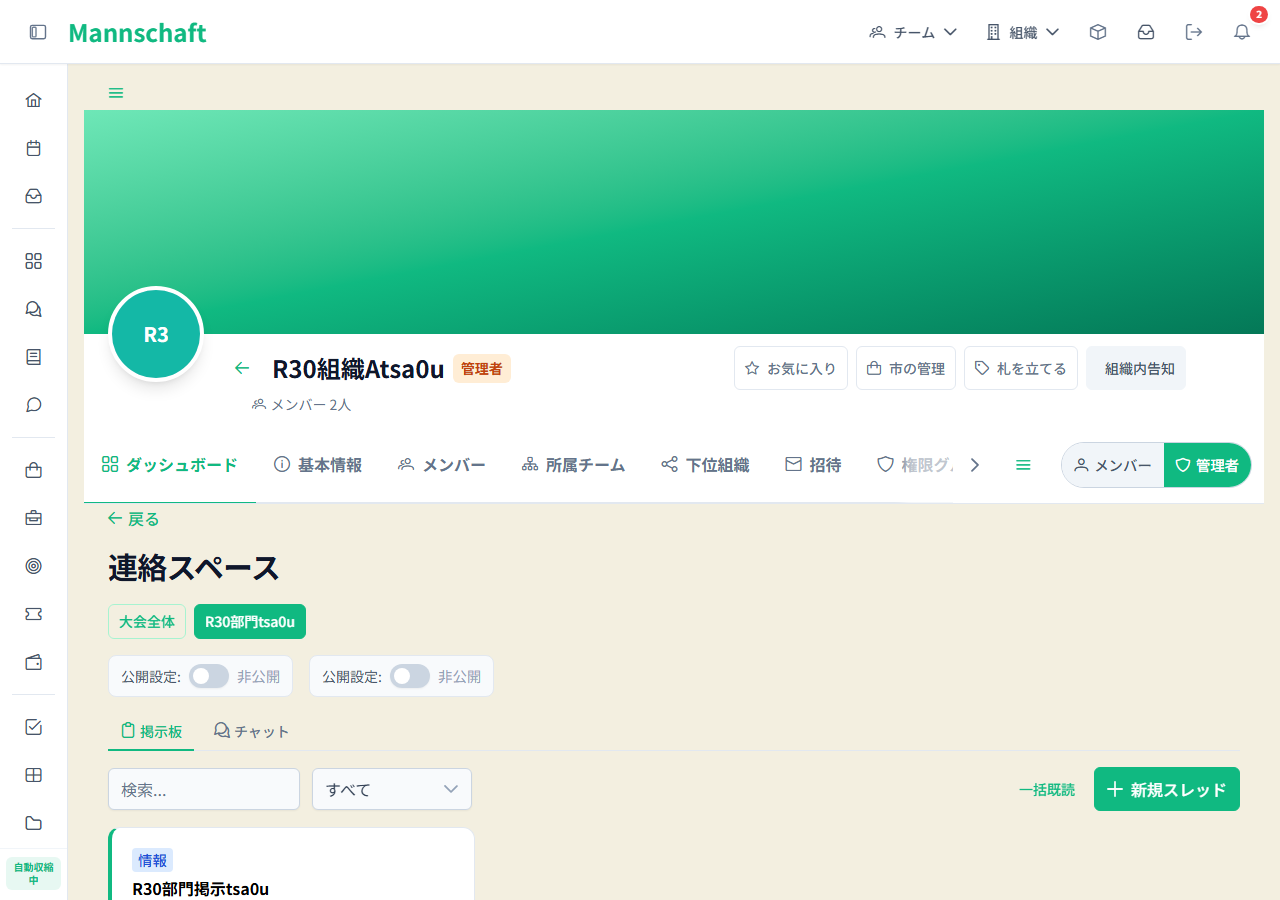 Mannschaft
チーム
組織
2
R3
R30組織Atsa0u
管理者
お気に入り
市の管理
札を立てる
組織内告知
メンバー 2人
ダッシュボード
基本情報
メンバー
所属チーム
下位組織
招待
権限グ
メンバー
管理者
戻る
連絡スペース
大会全体
R30部門tsa0u
公開設定:
非公開
公開設定:
非公開
掲示板
チャット
検索...
すべて
一括既読
新規スレッド
情報
R30部門掲示tsa0u
自動収縮
中